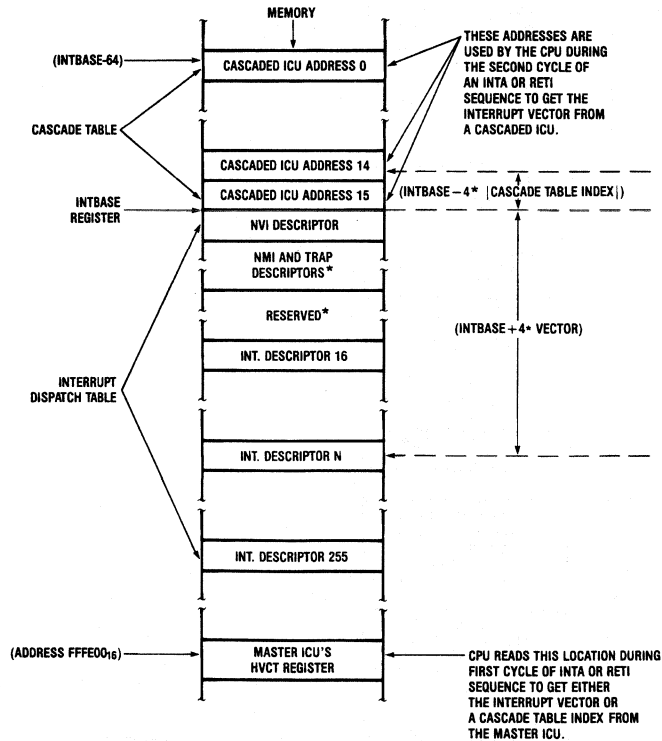 MEMORY
(INTBASE-64)
CASCADED ICU ADDRESS 0
THESE ADDRESSES ARE
USED BY THE CPU DURING
THE SECOND CYCLE OF
AN INTA OR RETI
SEQUENCE TO GET THE
INTERRUPT VECTOR FROM
A CASCADED ICU.
CASCADE TABLE
CASCADED ICU ADDRESS 14
CASCADED ICU ADDRESS 15
(INTBASE−4* |CASCADE TABLE INDEX|)
INTBASE
REGISTER
NVI DESCRIPTOR
NMI AND TRAP
DESCRIPTORS*
RESERVED*
(INTBASE+4* VECTOR)
INT. DESCRIPTOR 16
INTERRUPT
DISPATCH TABLE
INT. DESCRIPTOR N
INT. DESCRIPTOR 255
(ADDRESS FFFE00₁₆)
MASTER ICU'S
HVCT REGISTER
CPU READS THIS LOCATION DURING
FIRST CYCLE OF INTA OR RETI
SEQUENCE TO GET EITHER
THE INTERRUPT VECTOR OR
A CASCADE TABLE INDEX FROM
THE MASTER ICU.